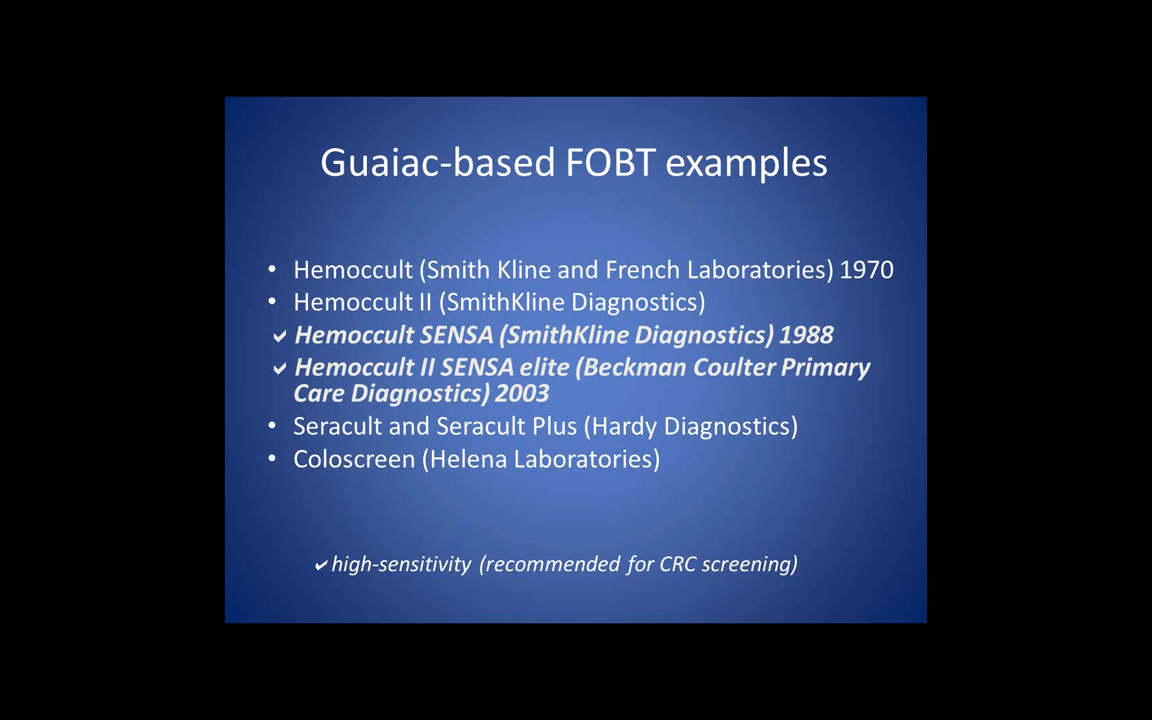 Guaiac-based FOBT examples
• Hemoccult (Smith Kline and French Laboratories) 1970
• Hemoccult II (SmithKline Diagnostics)
✓ Hemoccult SENSA (SmithKline Diagnostics) 1988
✓ Hemoccult II SENSA elite (Beckman Coulter Primary
Care Diagnostics) 2003
• Seracult and Seracult Plus (Hardy Diagnostics)
• Coloscreen (Helena Laboratories)
✓ high-sensitivity (recommended for CRC screening)